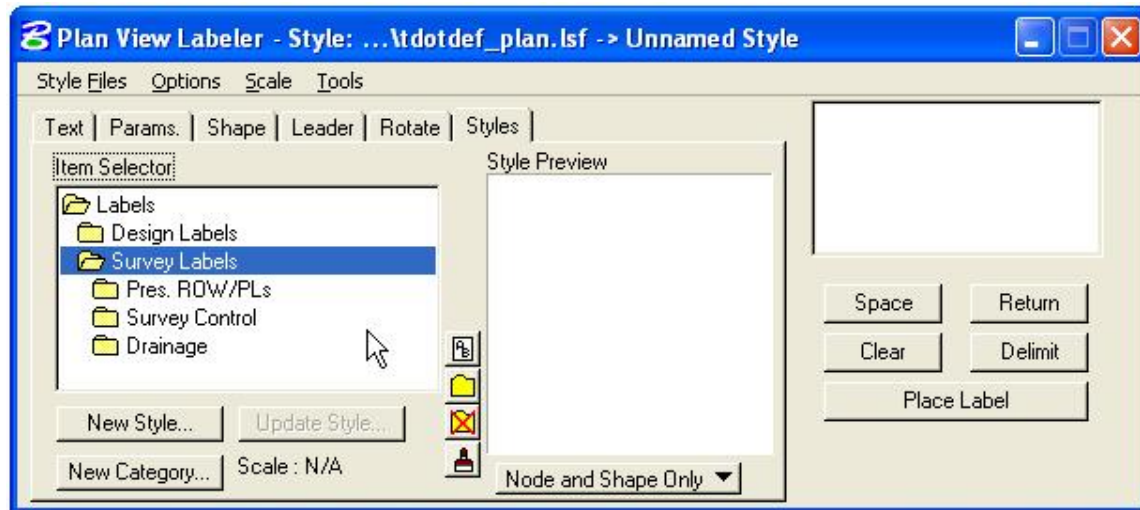 Plan View Labeler - Style: ...\tdotdef_plan.lsf -> Unnamed Style
Style Files Options Scale Tools
Text Params. Shape Leader Rotate Styles
Item Selector
Labels
Design Labels
Survey Labels
Pres. ROW/PLs
Survey Control
Drainage
New Style... Update Style...
New Category... Scale : N/A
Style Preview
Node and Shape Only
Space Return
Clear Delimit
Place Label